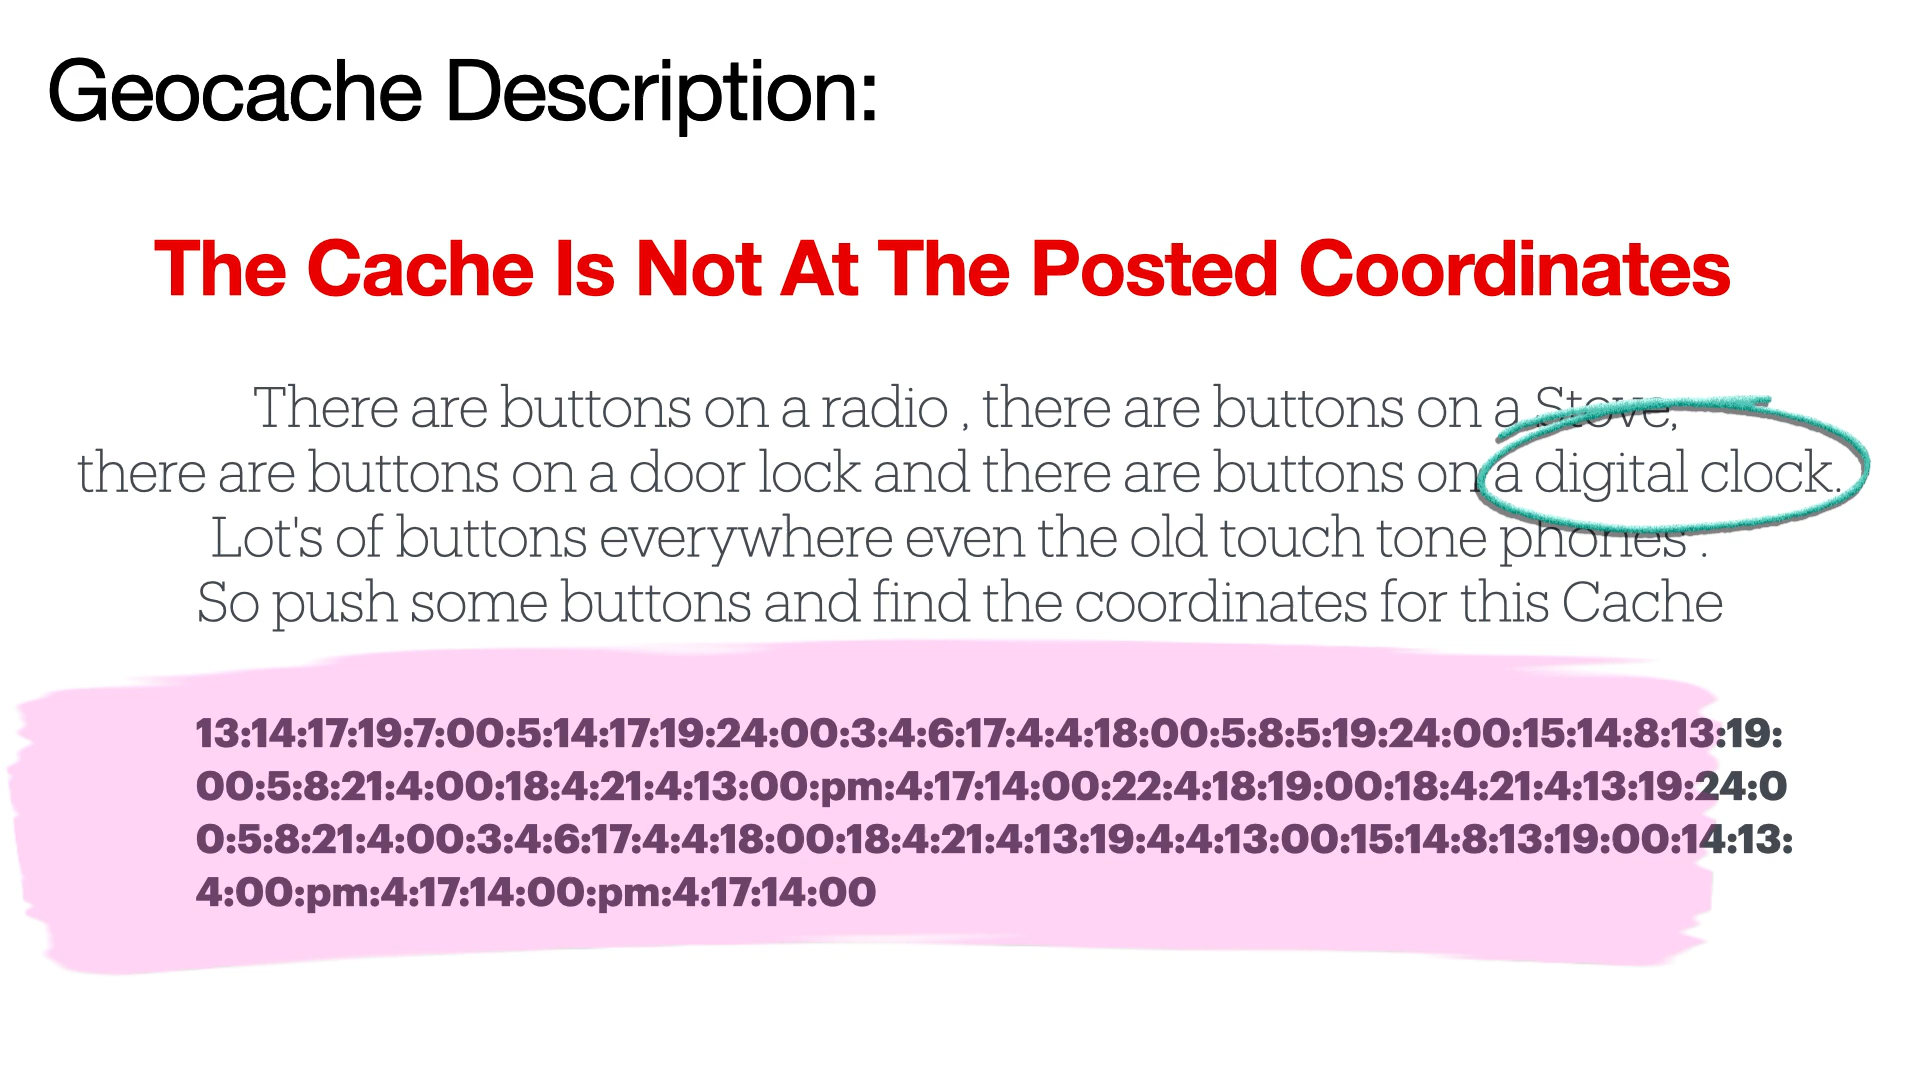 Geocache Description:
The Cache Is Not At The Posted Coordinates
There are buttons on a radio , there are buttons on a Stove,
there are buttons on a door lock and there are buttons on a digital clock.
Lot's of buttons everywhere even the old touch tone phones .
So push some buttons and find the coordinates for this Cache
13:14:17:19:7:00:5:14:17:19:24:00:3:4:6:17:4:4:18:00:5:8:5:19:24:00:15:14:8:13:19:
00:5:8:21:4:00:18:4:21:4:13:00:pm:4:17:14:00:22:4:18:19:00:18:4:21:4:13:19:24:0
0:5:8:21:4:00:3:4:6:17:4:4:18:00:18:4:21:4:13:19:4:4:13:00:15:14:8:13:19:00:14:13:
4:00:pm:4:17:14:00:pm:4:17:14:00